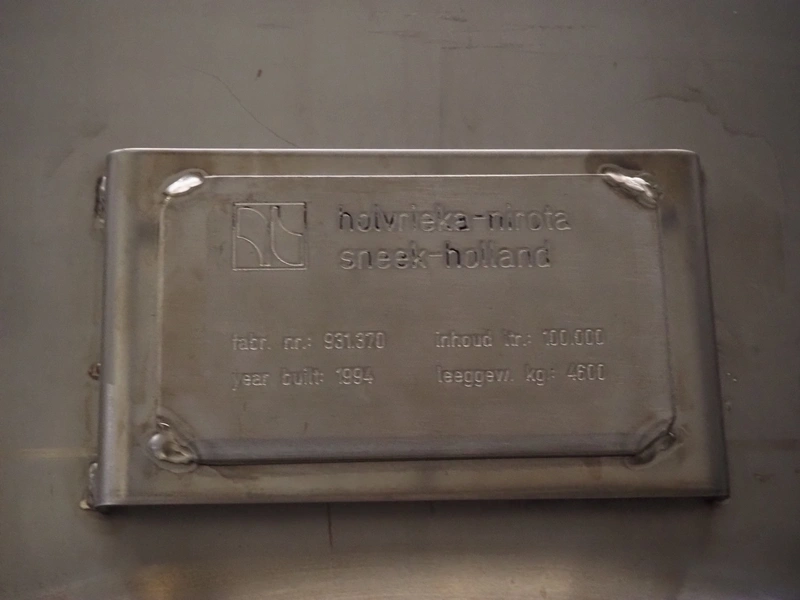 holvrieka-nirota
sneek-holland
fabr. nr.: 931.370 inhoud ltr.: 100.000
year built: 1994 leeggew. kg.: 4600